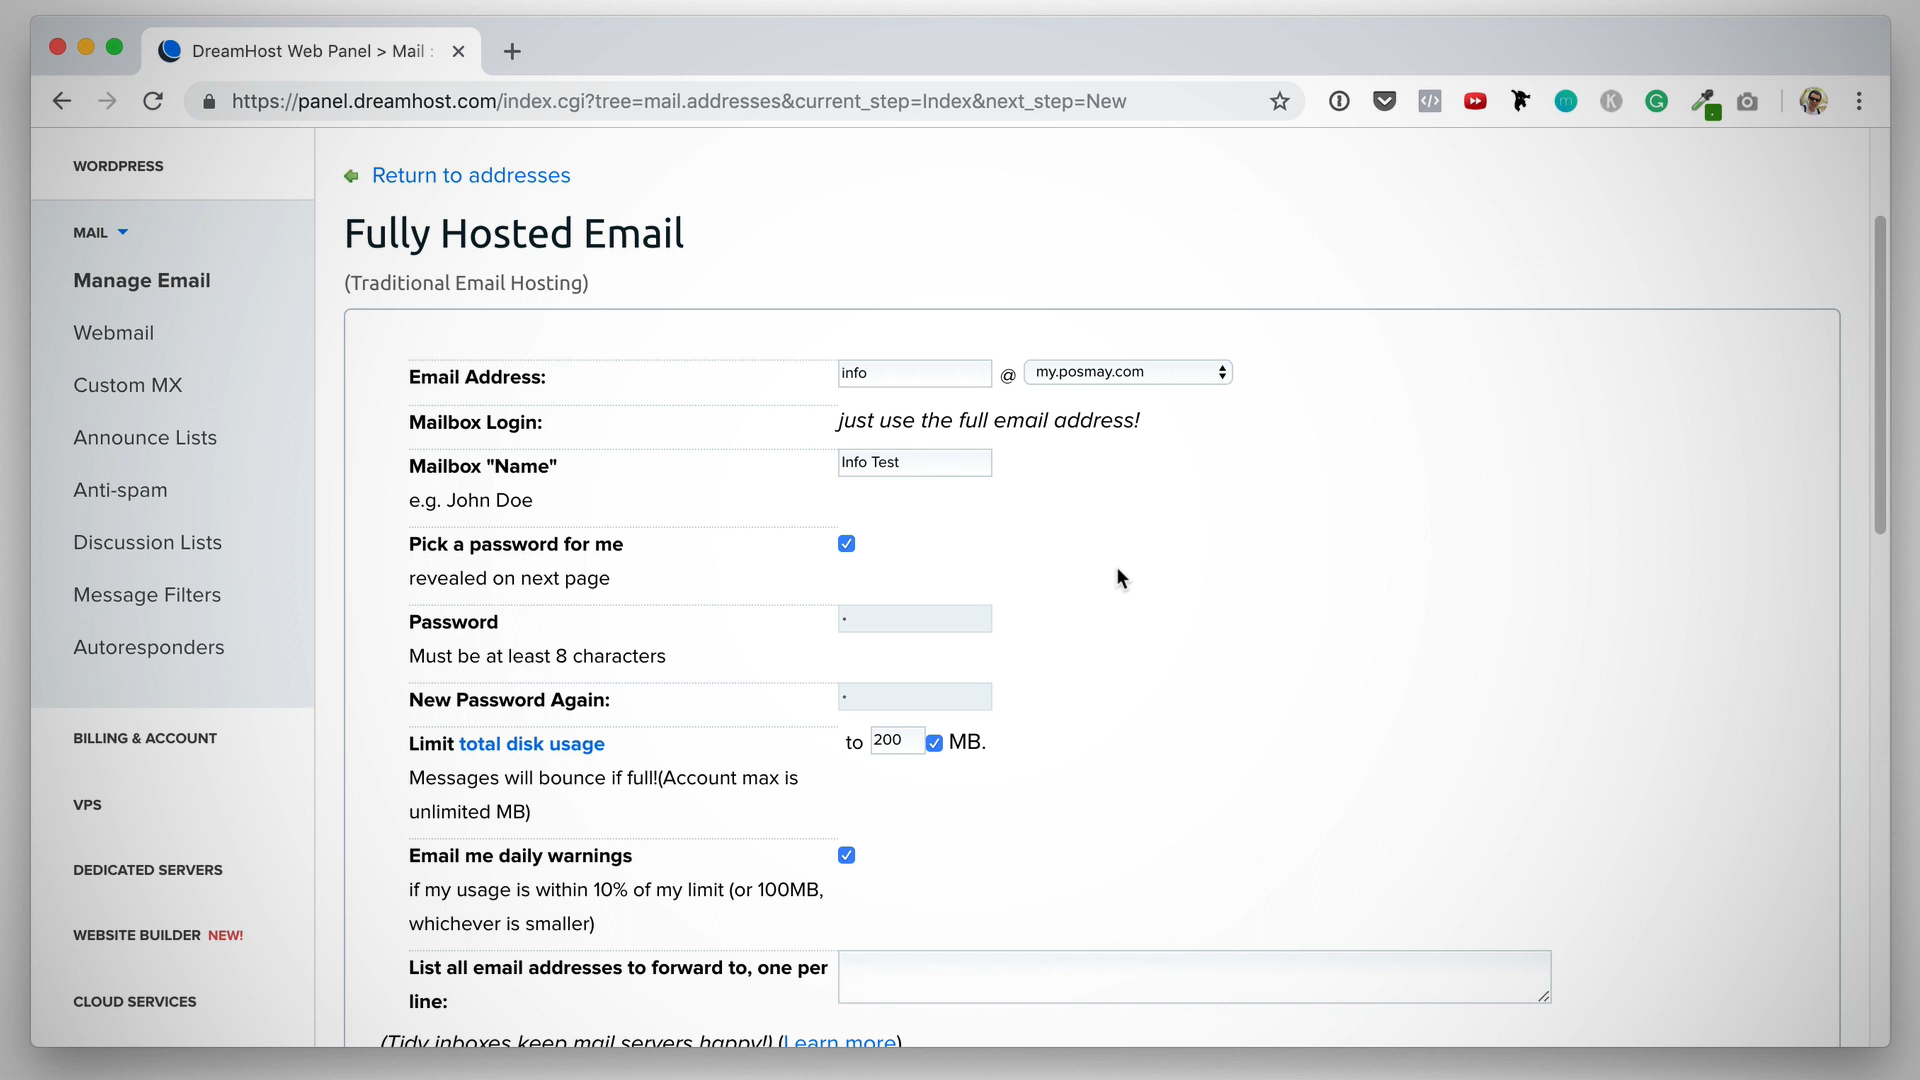 DreamHost Web Panel > Mail :
https://panel.dreamhost.com/index.cgi?tree=mail.addresses&current_step=Index&next_step=New
WORDPRESS
MAIL
Manage Email
Webmail
Custom MX
Announce Lists
Anti-spam
Discussion Lists
Message Filters
Autoresponders
BILLING & ACCOUNT
VPS
DEDICATED SERVERS
WEBSITE BUILDER NEW!
CLOUD SERVICES
Return to addresses
Fully Hosted Email
(Traditional Email Hosting)
Email Address: info @ my.posmay.com
Mailbox Login: just use the full email address!
Mailbox "Name" Info Test
e.g. John Doe
Pick a password for me
revealed on next page
Password
Must be at least 8 characters
New Password Again:
Limit total disk usage to 200 MB.
Messages will bounce if full!(Account max is
unlimited MB)
Email me daily warnings
if my usage is within 10% of my limit (or 100MB,
whichever is smaller)
List all email addresses to forward to, one per
line:
(Tidy inboxes keep mail servers happy!) (Learn more)